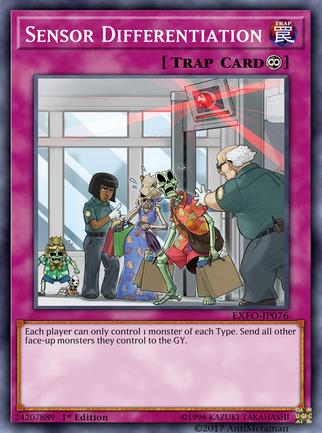 SENSOR DIFFERENTIATION
TRAP
罠
[TRAP CARD]
EXFO-JP076
Each player can only control 1 monster of each Type. Send all other
face-up monsters they control to the GY.
24207889 1st Edition
©1996 KAZUKI TAKAHASHI
©2017 AntiMetaman